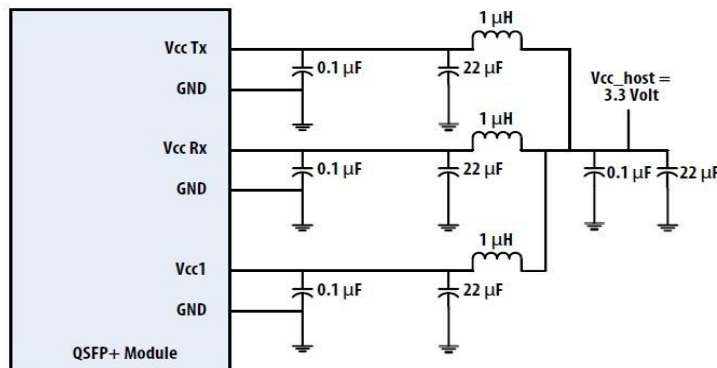 1 μH
Vcc Tx
0.1 μF
22 μF
GND
Vcc_host =
3.3 Volt
1 μH
Vcc Rx
0.1 μF
22 μF
0.1 μF
22 μF
GND
1 μH
Vcc1
0.1 μF
22 μF
GND
QSFP+ Module